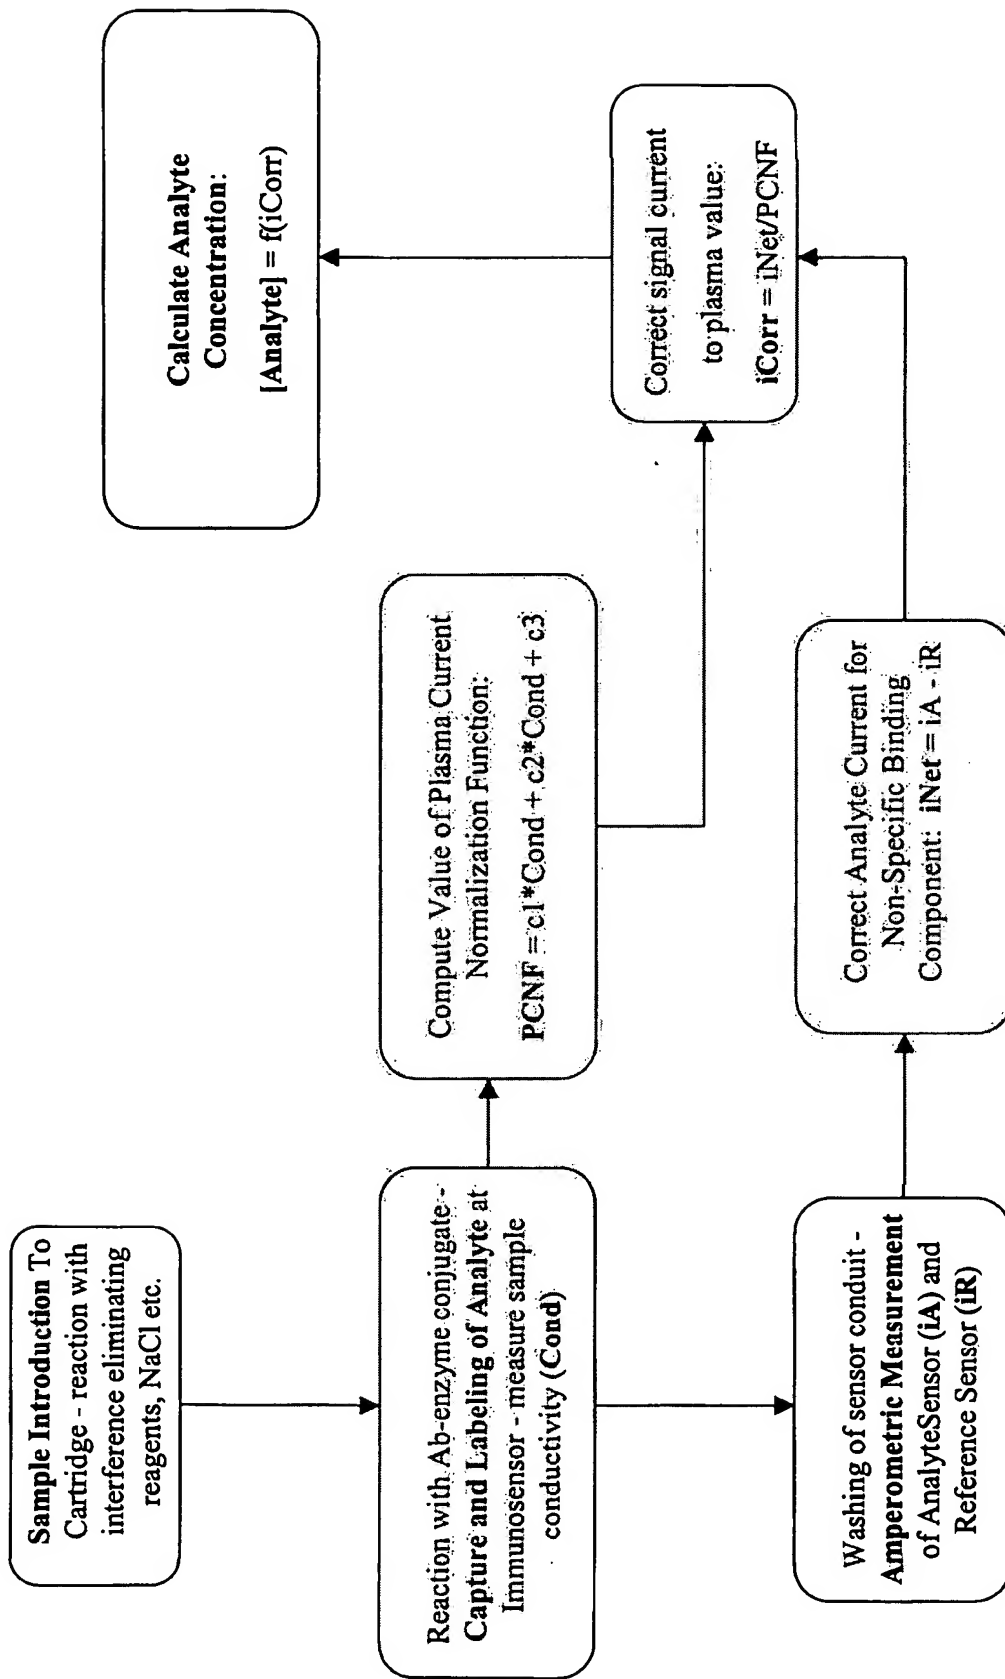 Sample Introduction To
Cartridge - reaction with
interference eliminating
reagents, NaCl etc.
Reaction with Ab-enzyme conjugate -
Capture and Labeling of Analyte at
Immunosensor - measure sample
conductivity (Cond)
Washing of sensor conduit -
Amperometric Measurement
of AnalyteSensor (iA) and
Reference Sensor (iR)
Compute Value of Plasma Current
Normalization Function:
PCNF = c1*Cond + c2*Cond + c3
Correct Analyte Current for
Non-Specific Binding
Component: iNet = iA - iR
Correct signal current
to plasma value:
iCorr = iNet/PCNF
Calculate Analyte
Concentration:
[Analyte] = f(iCorr)